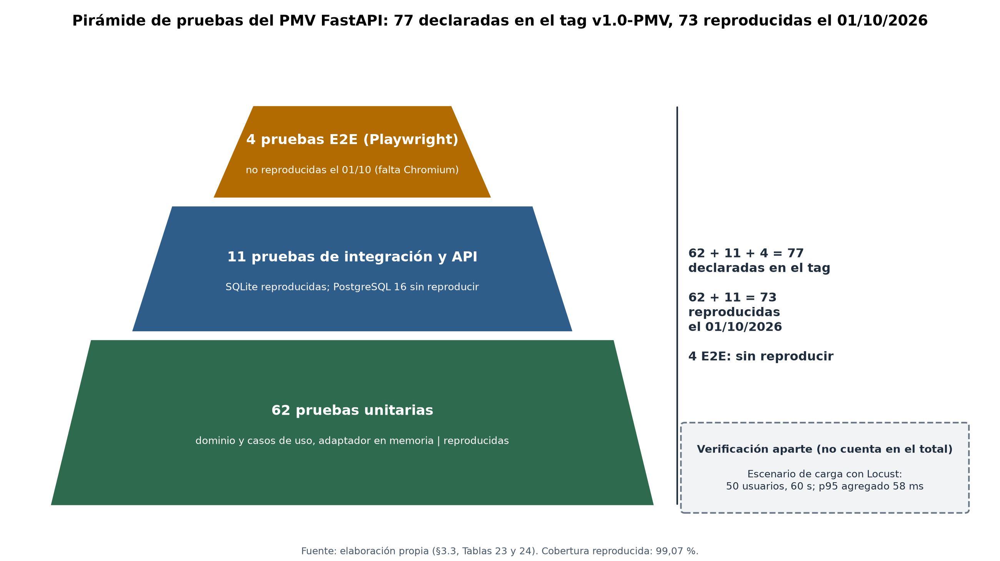 Pirámide de pruebas del PMV FastAPI: 77 declaradas en el tag v1.0-PMV, 73 reproducidas el 01/10/2026
4 pruebas E2E (Playwright)
no reproducidas el 01/10 (falta Chromium)
11 pruebas de integración y API
SQLite reproducidas; PostgreSQL 16 sin reproducir
62 pruebas unitarias
dominio y casos de uso, adaptador en memoria | reproducidas
62 + 11 + 4 = 77
declaradas en el tag
62 + 11 = 73
reproducidas
el 01/10/2026
4 E2E: sin reproducir
Verificación aparte (no cuenta en el total)
Escenario de carga con Locust:
50 usuarios, 60 s; p95 agregado 58 ms
Fuente: elaboración propia (§3.3, Tablas 23 y 24). Cobertura reproducida: 99,07 %.